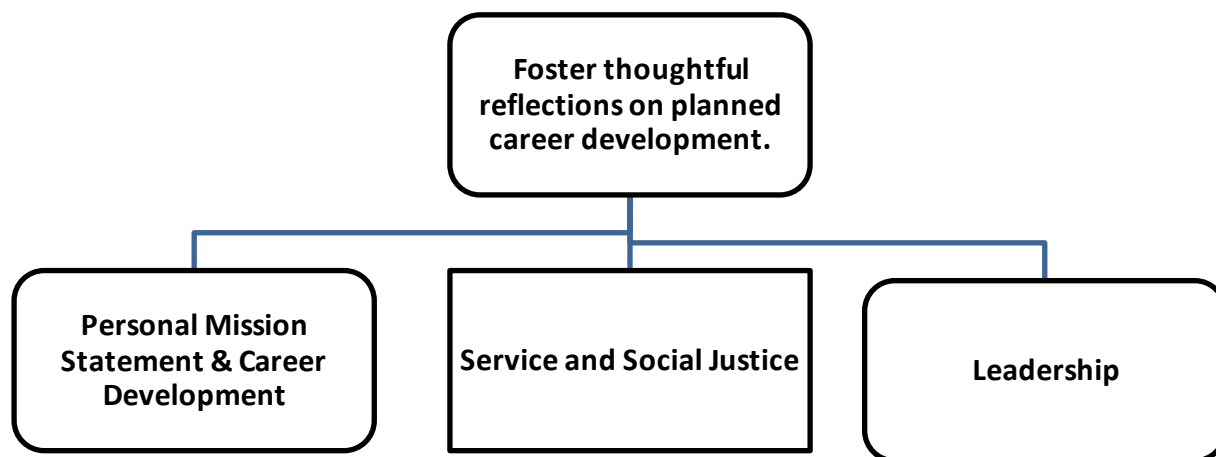 Foster thoughtful
reflections on planned
career development.
Personal Mission
Statement & Career
Development
Service and Social Justice
Leadership